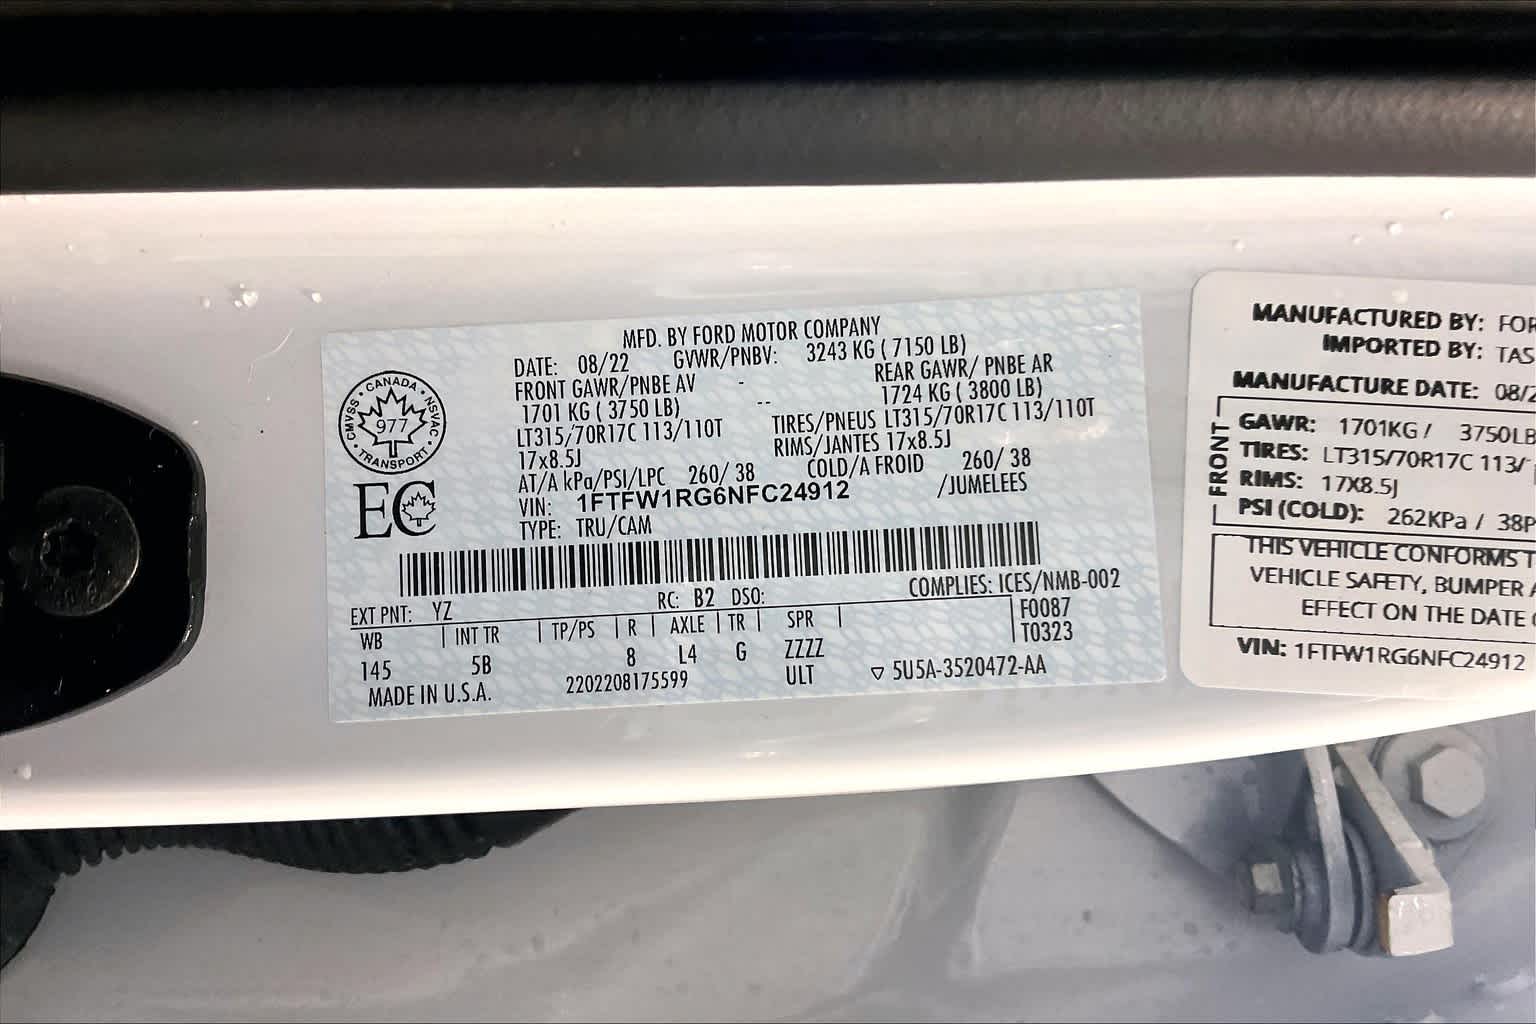 MFD. BY FORD MOTOR COMPANY
DATE: 08/22 GVWR/PNBV: 3243 KG ( 7150 LB)
FRONT GAWR/PNBE AV - REAR GAWR/ PNBE AR
1701 KG ( 3750 LB) -- 1724 KG ( 3800 LB)
LT315/70R17C 113/110T TIRES/PNEUS LT315/70R17C 113/110T
17x8.5J RIMS/JANTES 17x8.5J
AT/A kPa/PSI/LPC 260/ 38 COLD/A FROID 260/ 38
VIN: 1FTFW1RG6NFC24912 /JUMELEES
TYPE: TRU/CAM
CANADA
CMVSS NSVAC
977
TRANSPORT
EC
COMPLIES: ICES/NMB-002
EXT PNT: YZ RC: B2 DSO:
WB | INT TR | TP/PS | R | AXLE | TR | SPR | F0087
T0323
145 5B 8 L4 G ZZZZ
MADE IN U.S.A. 2202208175599 ULT ▽ 5U5A-3520472-AA
MANUFACTURED BY: FOR
IMPORTED BY: TAS
MANUFACTURE DATE: 08/2
FRONT
GAWR: 1701KG / 3750LB
TIRES: LT315/70R17C 113/
RIMS: 17X8.5J
PSI (COLD): 262KPa / 38P
THIS VEHICLE CONFORMS T
VEHICLE SAFETY, BUMPER A
EFFECT ON THE DATE
VIN: 1FTFW1RG6NFC24912